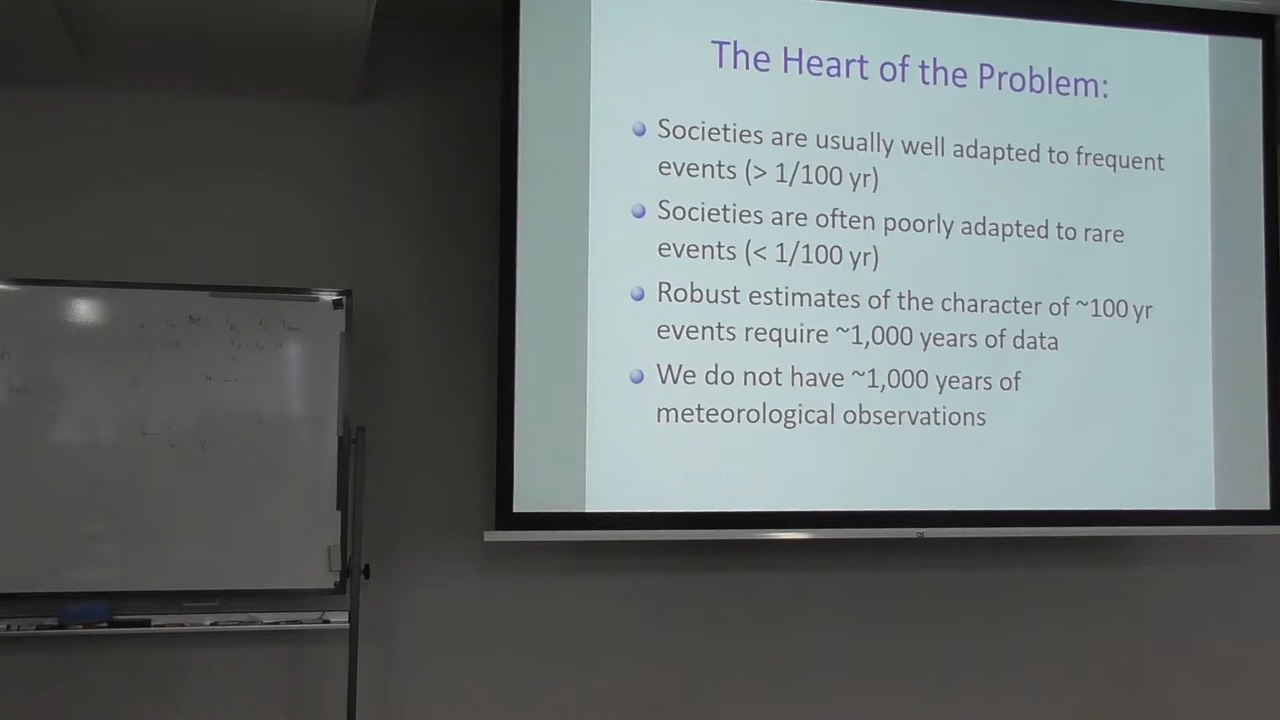 The Heart of the Problem:
Societies are usually well adapted to frequent
events (> 1/100 yr)
Societies are often poorly adapted to rare
events (< 1/100 yr)
Robust estimates of the character of ~100 yr
events require ~1,000 years of data
We do not have ~1,000 years of
meteorological observations